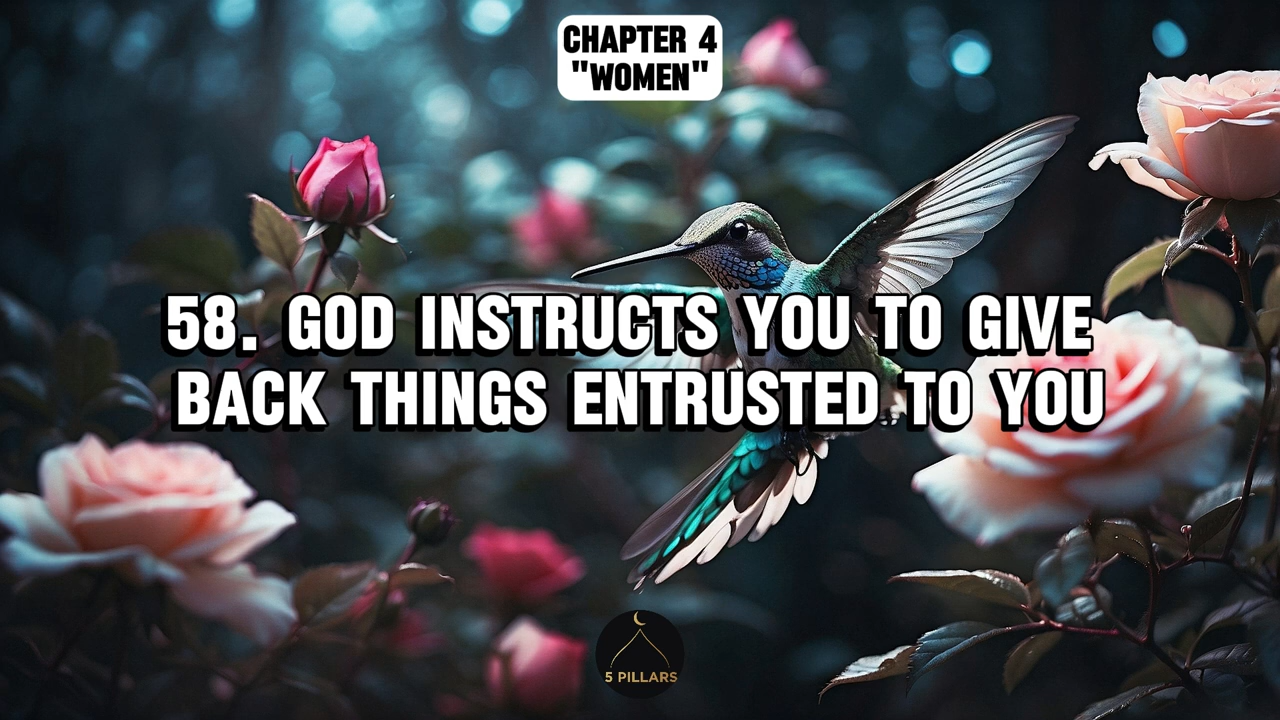 CHAPTER 4
"WOMEN"
58. GOD INSTRUCTS YOU TO GIVE
BACK THINGS ENTRUSTED TO YOU
5 PILLARS